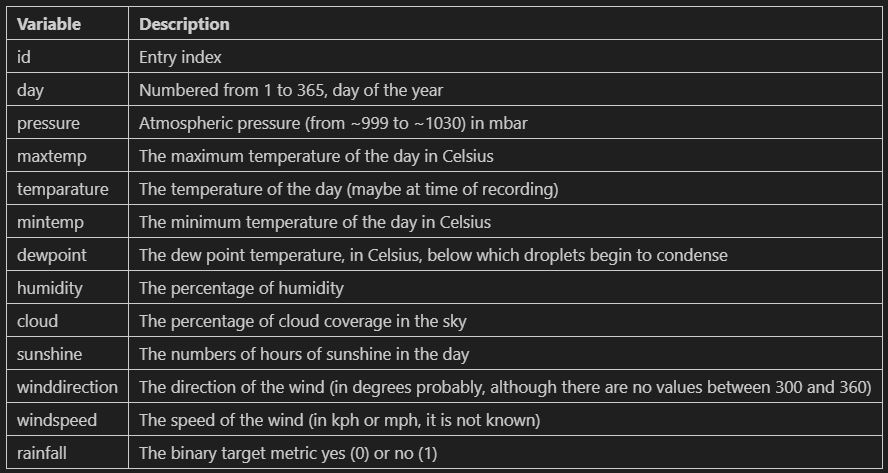 Variable Description
id Entry index
day Numbered from 1 to 365, day of the year
pressure Atmospheric pressure (from ~999 to ~1030) in mbar
maxtemp The maximum temperature of the day in Celsius
temparature The temperature of the day (maybe at time of recording)
mintemp The minimum temperature of the day in Celsius
dewpoint The dew point temperature, in Celsius, below which droplets begin to condense
humidity The percentage of humidity
cloud The percentage of cloud coverage in the sky
sunshine The numbers of hours of sunshine in the day
winddirection The direction of the wind (in degrees probably, although there are no values between 300 and 360)
windspeed The speed of the wind (in kph or mph, it is not known)
rainfall The binary target metric yes (0) or no (1)